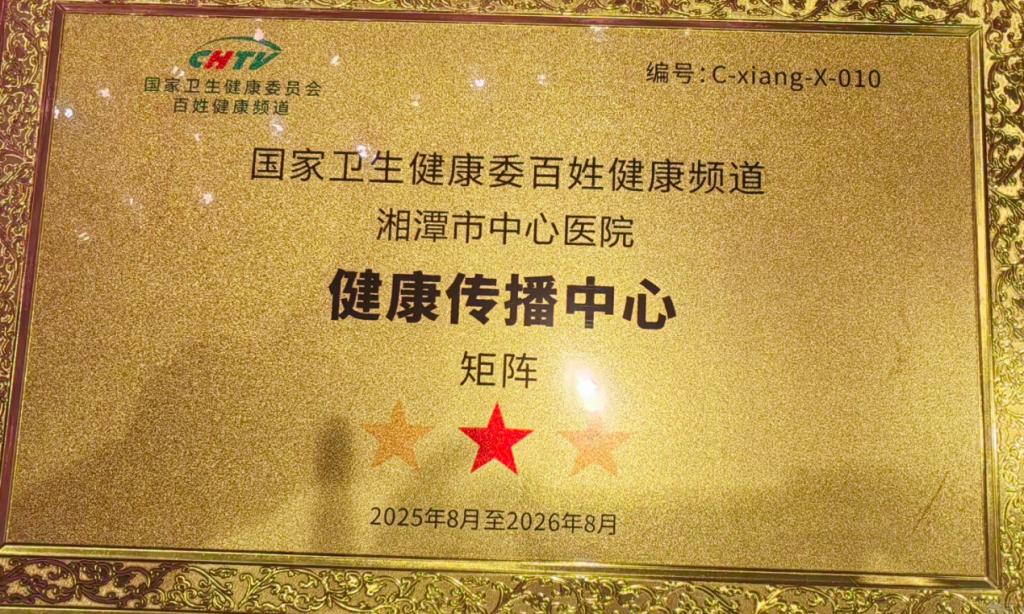 CHTV
国家卫生健康委员会
百姓健康频道
编号：C-xiang-X-010
国家卫生健康委百姓健康频道
湘潭市中心医院
健康传播中心
矩阵
2025年8月至2026年8月